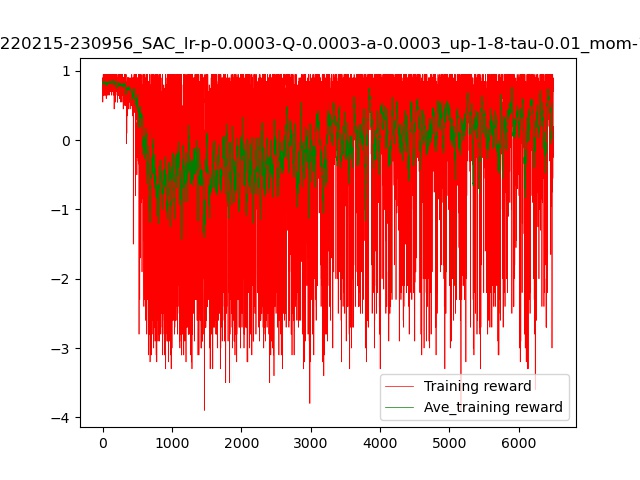 220215-230956_SAC_lr-p-0.0003-Q-0.0003-a-0.0003_up-1-8-tau-0.01_mom-
1
0
−1
−2
−3
−4
0 1000 2000 3000 4000 5000 6000
Training reward
Ave_training reward